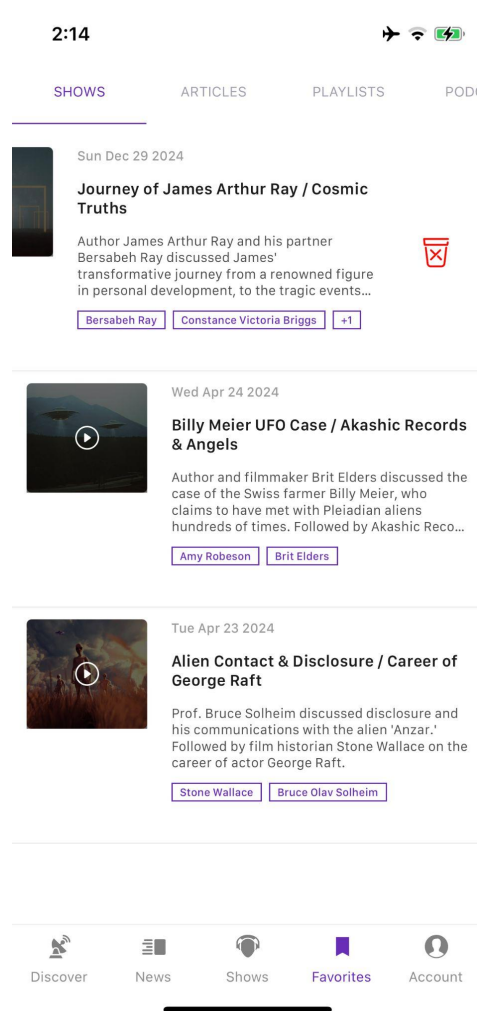 2:14
SHOWS ARTICLES PLAYLISTS POD
Sun Dec 29 2024
Journey of James Arthur Ray / Cosmic
Truths
Author James Arthur Ray and his partner
Bersabeh Ray discussed James'
transformative journey from a renowned figure
in personal development, to the tragic events...
Bersabeh Ray Constance Victoria Briggs +1
Wed Apr 24 2024
Billy Meier UFO Case / Akashic Records
& Angels
Author and filmmaker Brit Elders discussed the
case of the Swiss farmer Billy Meier, who
claims to have met with Pleiadian aliens
hundreds of times. Followed by Akashic Reco...
Amy Robeson Brit Elders
Tue Apr 23 2024
Alien Contact & Disclosure / Career of
George Raft
Prof. Bruce Solheim discussed disclosure and
his communications with the alien 'Anzar.'
Followed by film historian Stone Wallace on the
career of actor George Raft.
Stone Wallace Bruce Olav Solheim
Discover News Shows Favorites Account